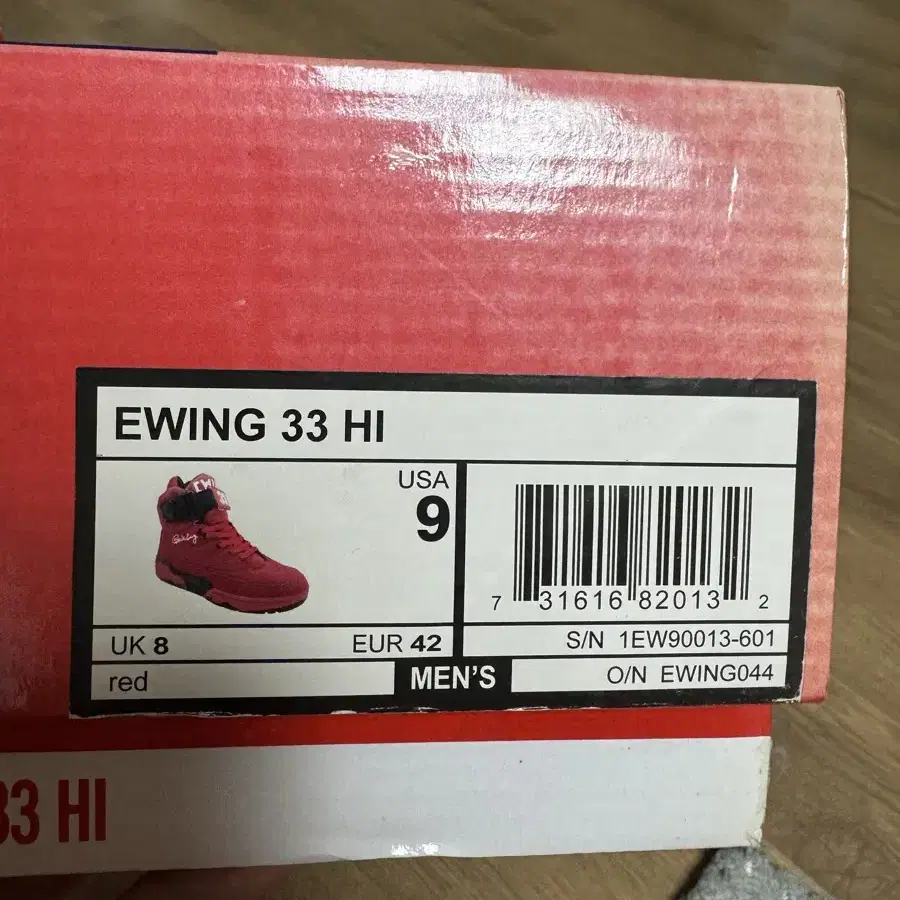 EWING 33 HI
USA
9
UK 8 EUR 42
red
MEN'S
7 31616 82013 2
S/N 1EW90013-601
O/N EWING044
33 HI